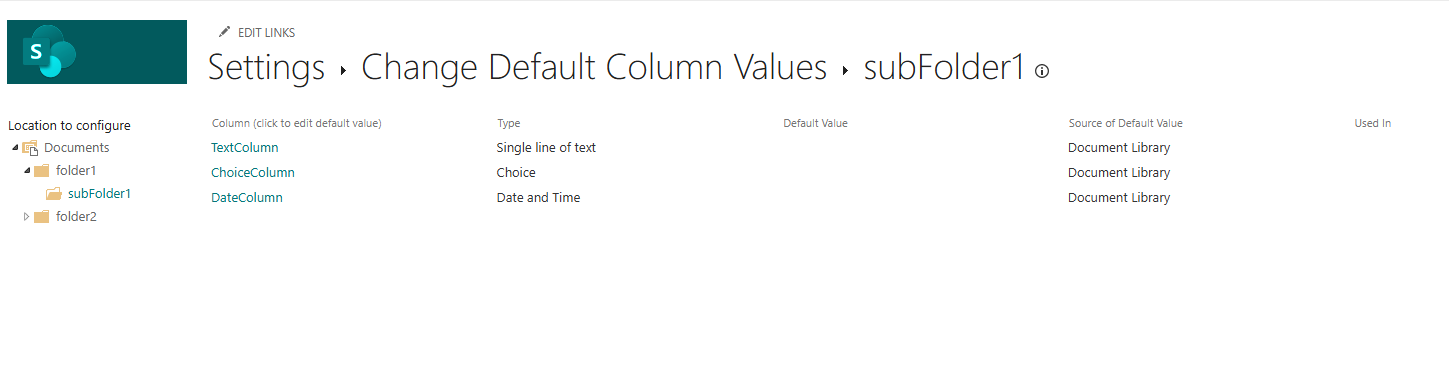 S
EDIT LINKS
Settings Change Default Column Values subFolder1
Location to configure
Documents
folder1
subFolder1
folder2
Column (click to edit default value) Type Default Value Source of Default Value Used In
TextColumn Single line of text Document Library
ChoiceColumn Choice Document Library
DateColumn Date and Time Document Library